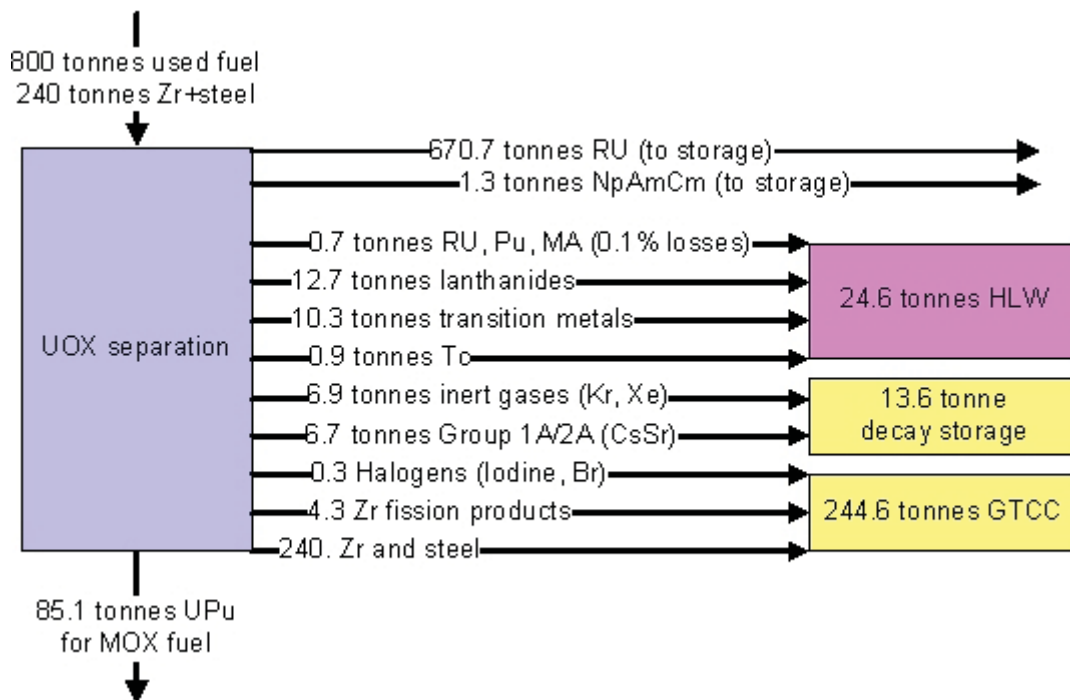 800 tonnes used fuel
240 tonnes Zr+steel
UOX separation
670.7 tonnes RU (to storage)
1.3 tonnes NpAmCm (to storage)
0.7 tonnes RU, Pu, MA (0.1% losses)
12.7 tonnes lanthanides
10.3 tonnes transition metals
0.9 tonnes Tc
24.6 tonnes HLW
6.9 tonnes inert gases (Kr, Xe)
6.7 tonnes Group 1A/2A (CsSr)
13.6 tonne
decay storage
0.3 Halogens (Iodine, Br)
4.3 Zr fission products
240. Zr and steel
244.6 tonnes GTCC
85.1 tonnes UPu
for MOX fuel